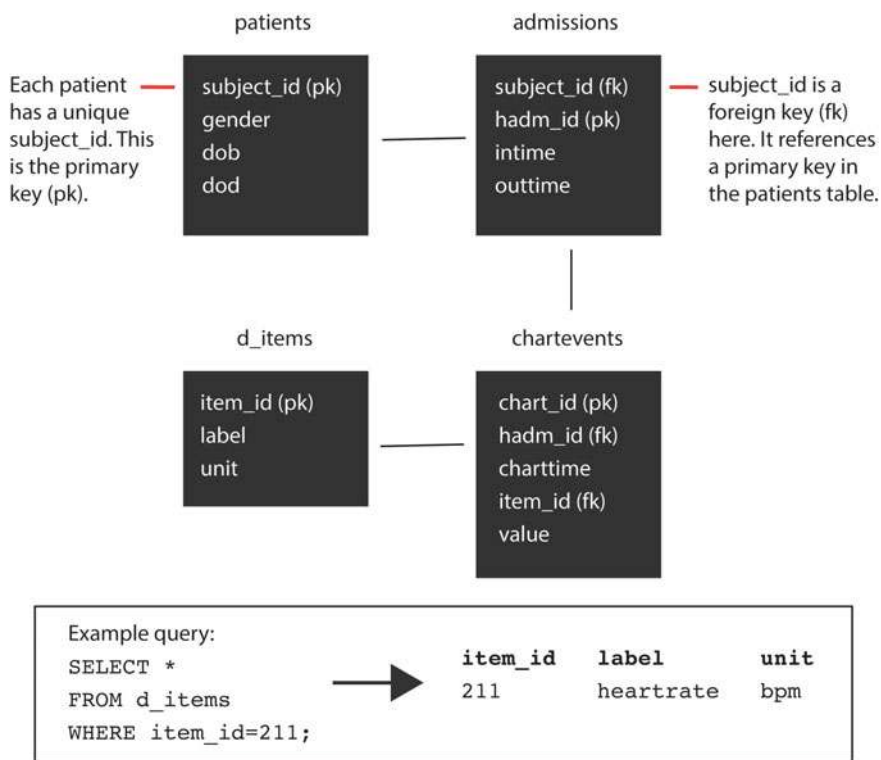 patients
admissions
Each patient
has a unique
subject_id. This
is the primary
key (pk).
subject_id (pk)
gender
dob
dod
subject_id (fk)
hadm_id (pk)
intime
outtime
subject_id is a
foreign key (fk)
here. It references
a primary key in
the patients table.
d_items
chartevents
item_id (pk)
label
unit
chart_id (pk)
hadm_id (fk)
charttime
item_id (fk)
value
Example query:
SELECT *
FROM d_items
WHERE item_id=211;
item_id label unit
211 heartrate bpm